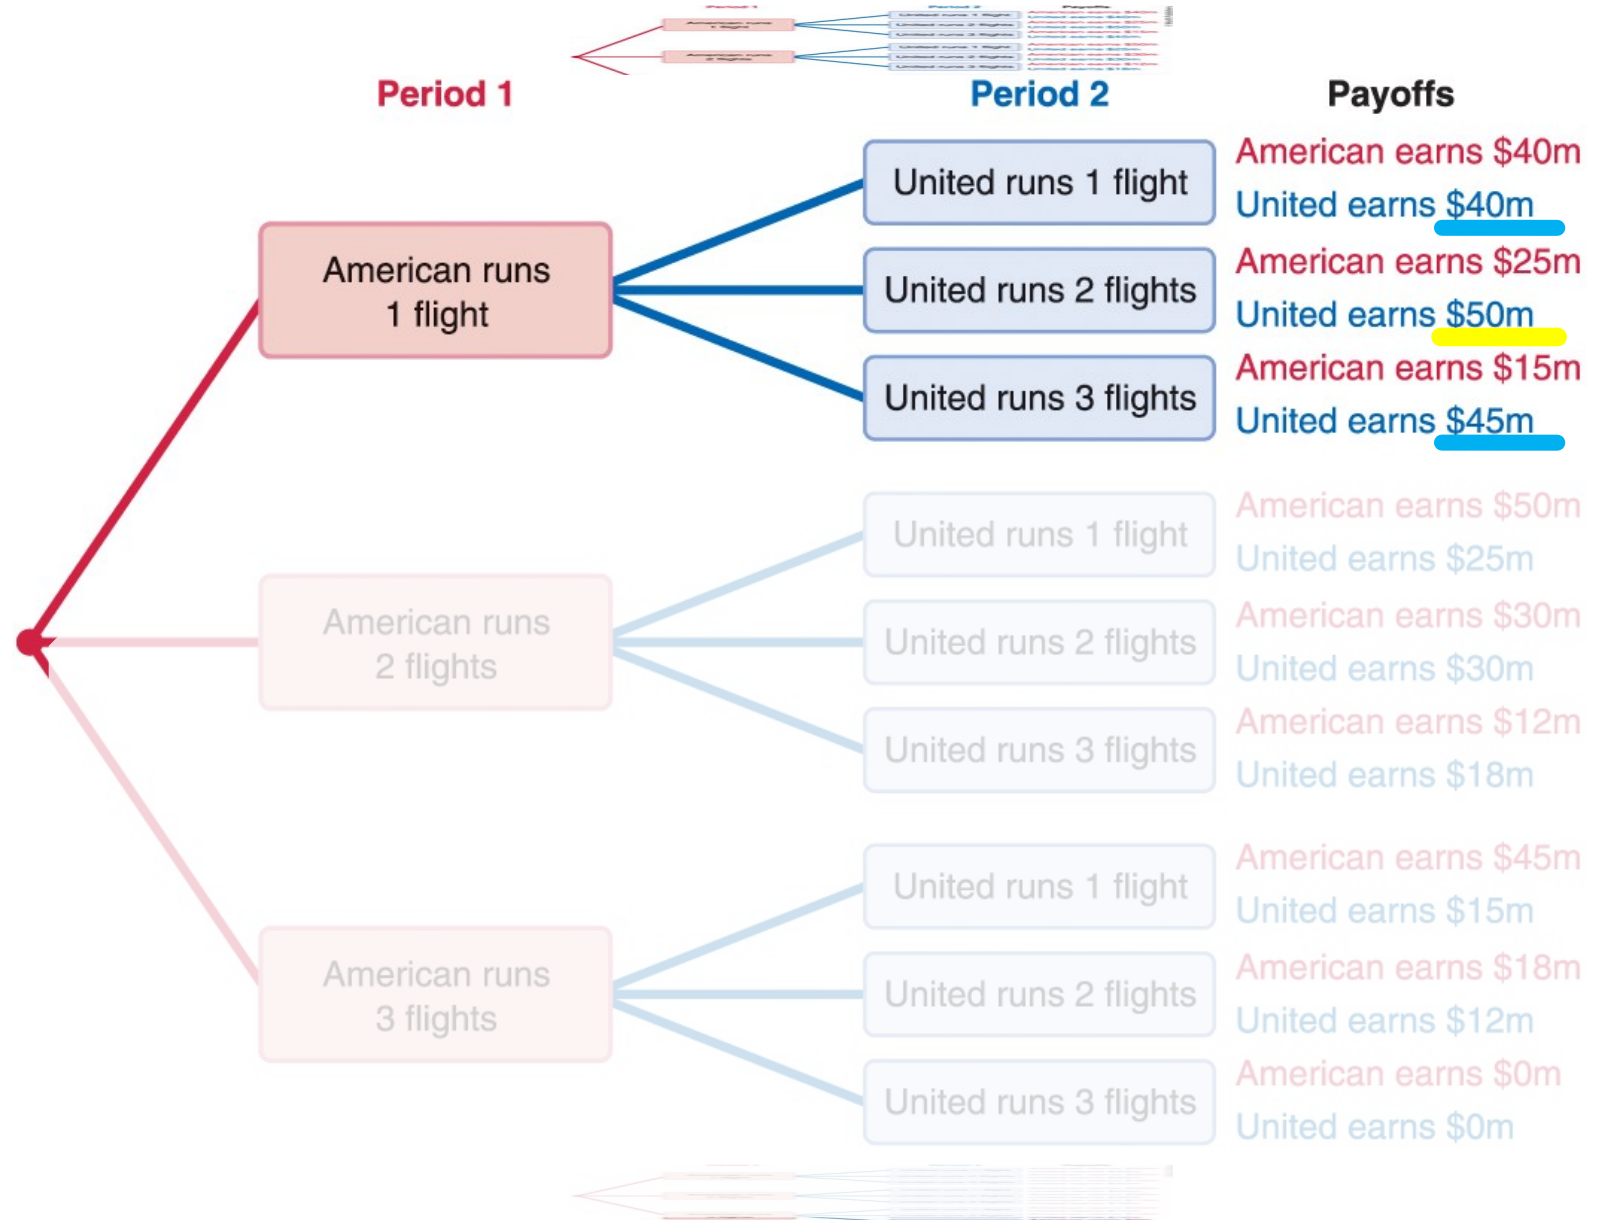 Period 1
Period 2
Payoffs
American runs
1 flight
United runs 1 flight
American earns $40m
United earns $40m
United runs 2 flights
American earns $25m
United earns $50m
United runs 3 flights
American earns $15m
United earns $45m
American runs
2 flights
United runs 1 flight
American earns $50m
United earns $25m
United runs 2 flights
American earns $30m
United earns $30m
United runs 3 flights
American earns $12m
United earns $18m
American runs
3 flights
United runs 1 flight
American earns $45m
United earns $15m
United runs 2 flights
American earns $18m
United earns $12m
United runs 3 flights
American earns $0m
United earns $0m